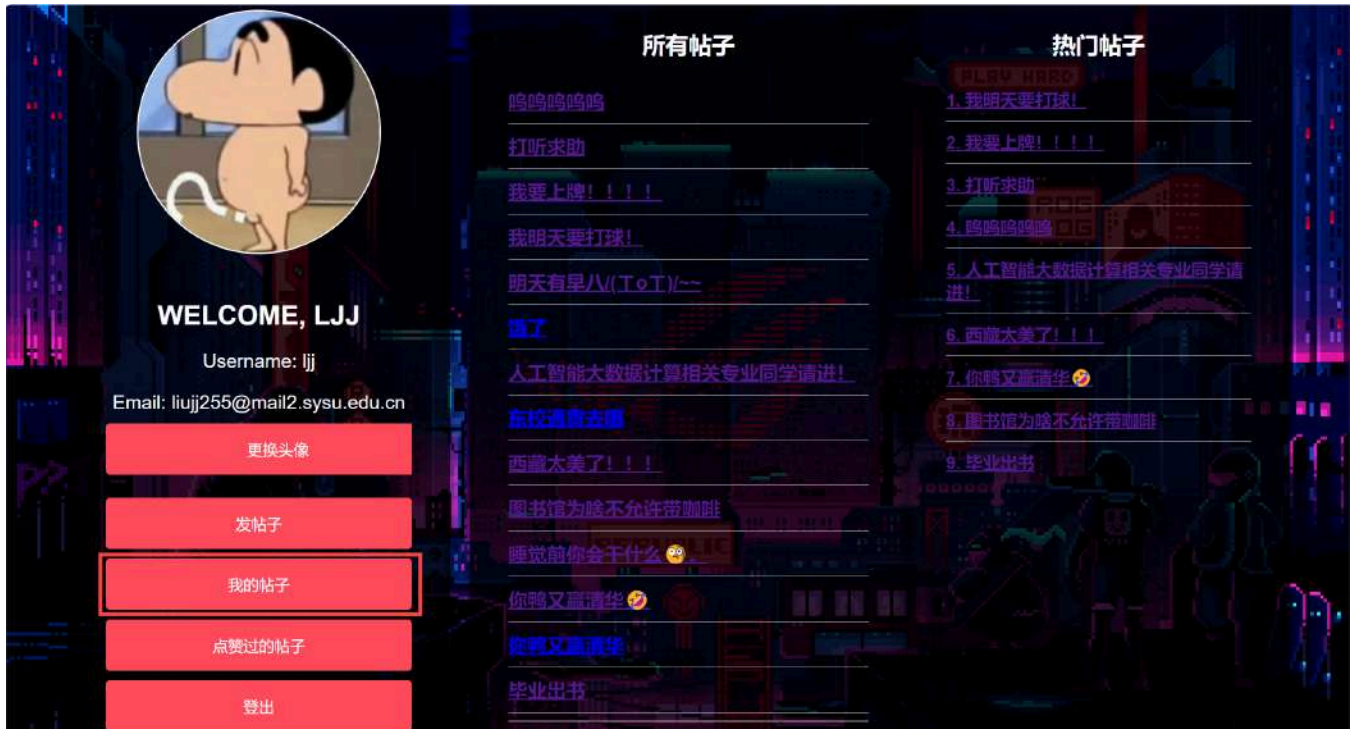 WELCOME, LJJ
Username: ljj
Email: liujj255@mail2.sysu.edu.cn
更换头像
发帖子
我的帖子
点赞过的帖子
登出
所有帖子
呜呜呜呜呜
打听求助
我要上牌！！！！
我明天要打球！
明天有早八/(ToT)/~~
饿了
人工智能大数据计算相关专业同学请进！
东校通宵去哪
西藏太美了！！！
图书馆为啥不允许带咖啡
睡觉前你会干什么🧐。
你鸭又赢清华🤣
你鸭又赢清华
毕业出书
热门帖子
PLAY HARD
1. 我明天要打球！
2. 我要上牌！！！！
3. 打听求助
4. 呜呜呜呜呜
5. 人工智能大数据计算相关专业同学请
进！
6. 西藏太美了！！！
7. 你鸭又赢清华🤣
8. 图书馆为啥不允许带咖啡
9. 毕业出书